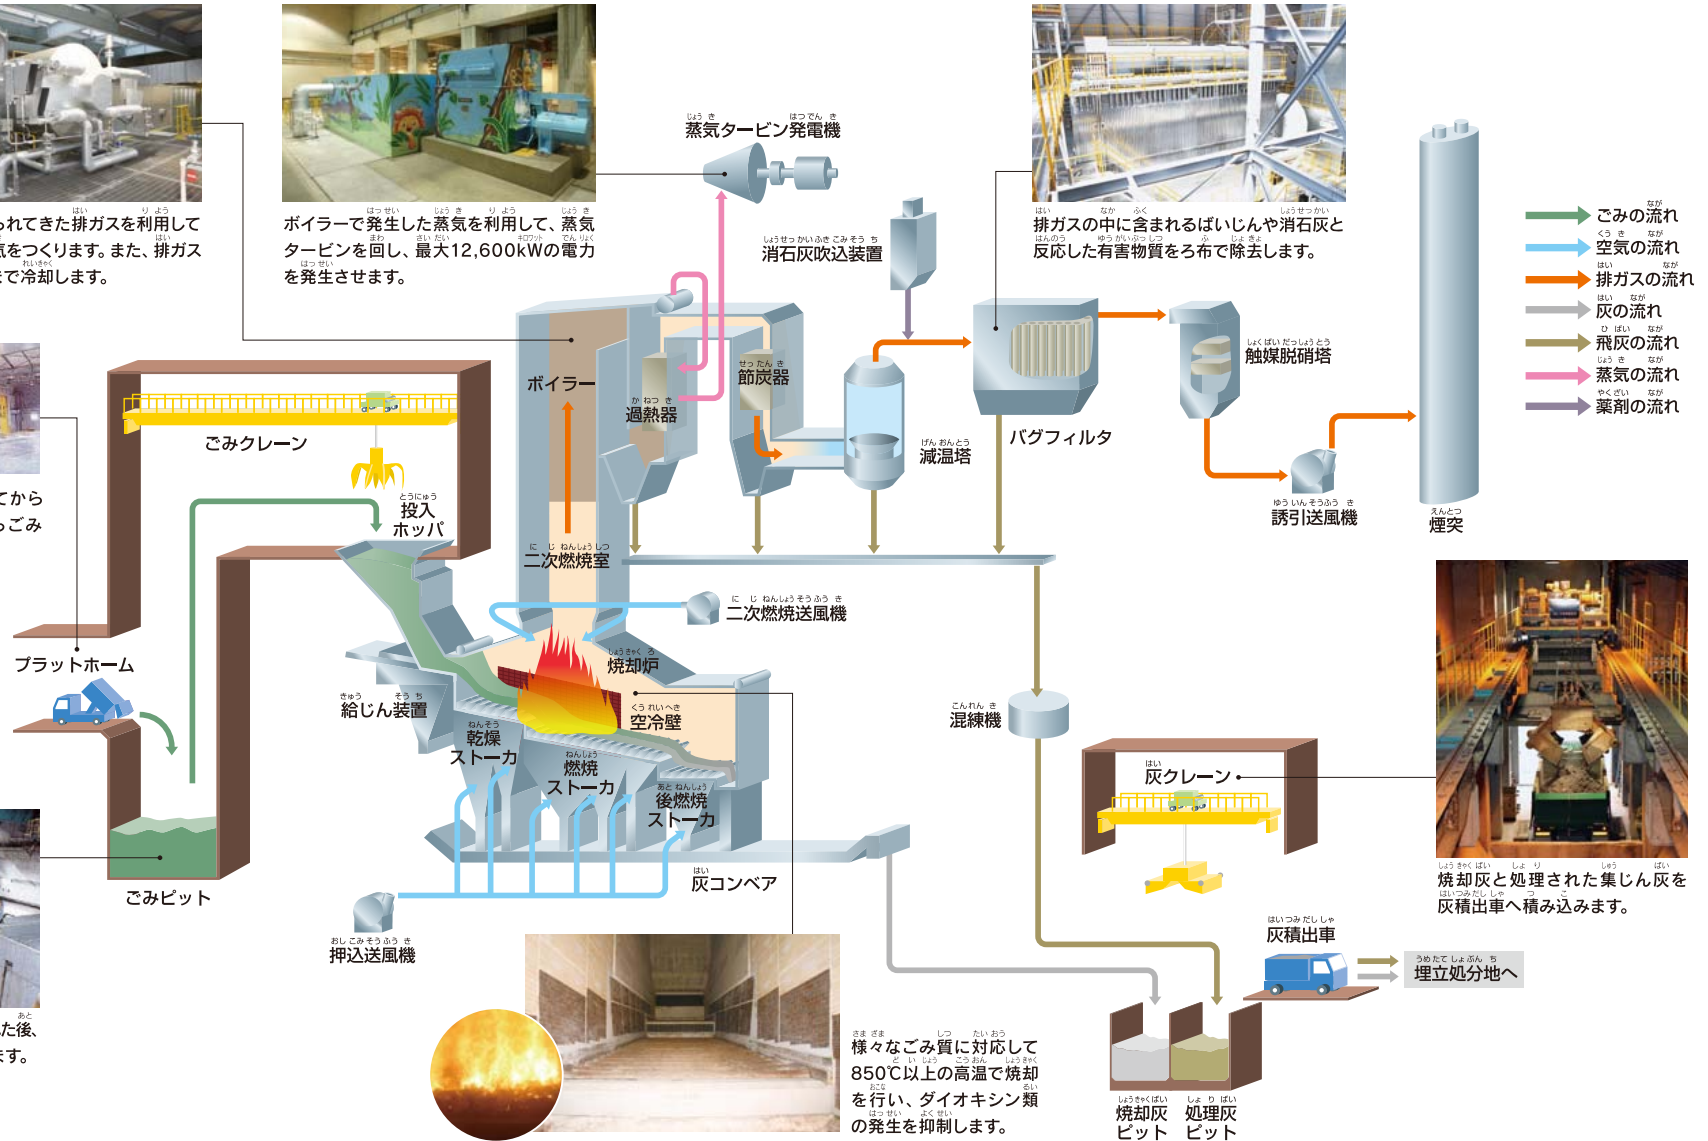 られてきた排ガスを利用して
気をつくります。また、排ガス
まで冷却します。
ボイラーで発生した蒸気を利用して、蒸気
タービンを回し、最大12,600kWの電力
を発生させます。
蒸気タービン発電機
消石灰吹込装置
排ガスの中に含まれるばいじんや消石灰と
反応した有害物質をろ布で除去します。
ごみの流れ
空気の流れ
排ガスの流れ
灰の流れ
飛灰の流れ
蒸気の流れ
薬剤の流れ
ボイラー
過熱器
節炭器
減温塔
バグフィルタ
触媒脱硝塔
誘引送風機
煙突
ごみクレーン
てから
らごみ
投入
ホッパ
二次燃焼室
二次燃焼送風機
プラットホーム
焼却炉
給じん装置
空冷壁
乾燥
ストーカ
燃焼
ストーカ
後燃焼
ストーカ
混練機
灰クレーン
ごみピット
灰コンベア
押込送風機
焼却灰と処理された集じん灰を
灰積出車へ積み込みます。
灰積出車
埋立処分地へ
た後、
ます。
様々なごみ質に対応して
850℃以上の高温で焼却
を行い、ダイオキシン類
の発生を抑制します。
焼却灰
ピット
処理灰
ピット